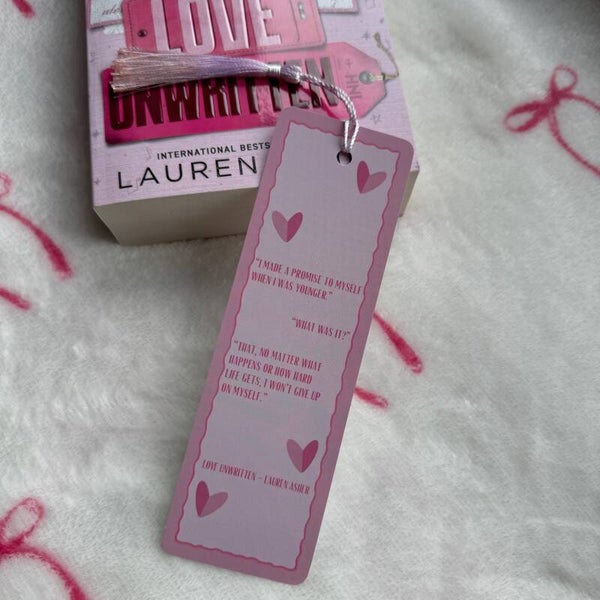 LOVE
UNWRITTEN
INTERNATIONAL BESTS
LAUREN
"I MADE A PROMISE TO MYSELF
WHEN I WAS YOUNGER."
"WHAT WAS IT?"
"THAT, NO MATTER WHAT
HAPPENS OR HOW HARD
LIFE GETS, I WON'T GIVE UP
ON MYSELF."
LOVE UNWRITTEN - LAUREN ASHER